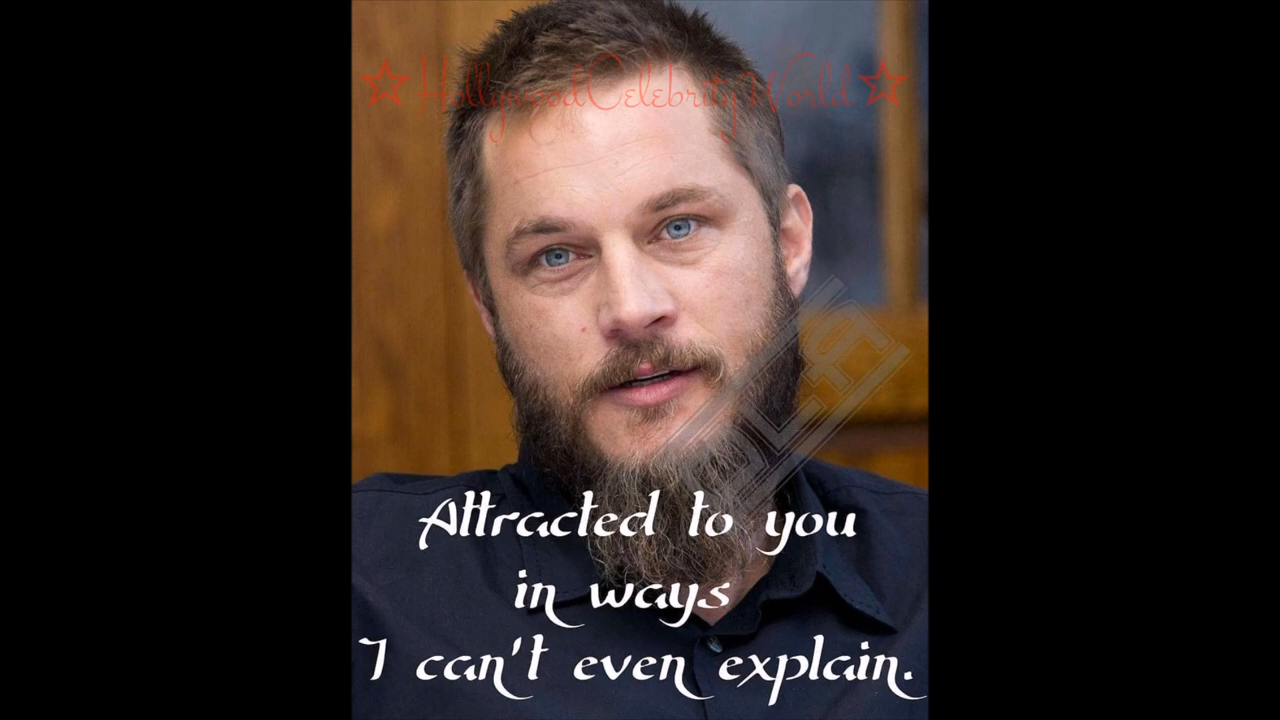 ☆HollywoodCelebrityWorld☆
Attracted to you
in ways
I can't even explain.